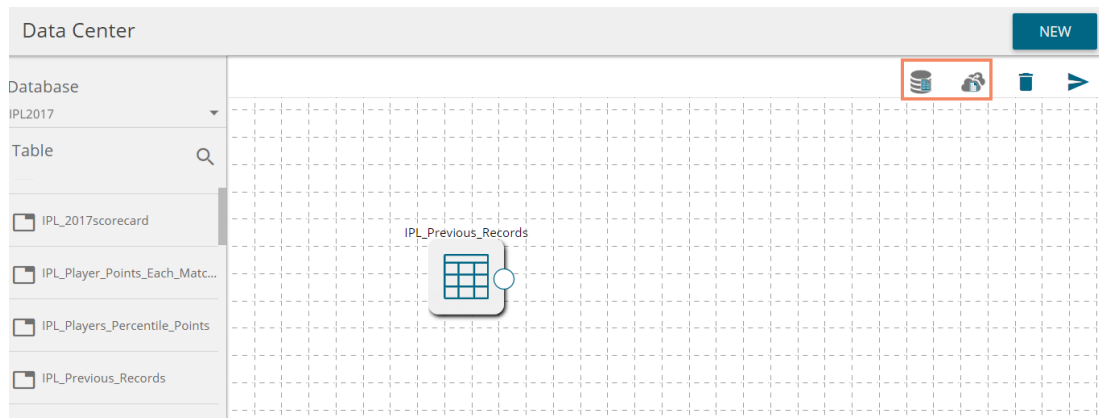 Data Center
NEW
Database
IPL2017
Table
IPL_2017scorecard
IPL_Player_Points_Each_Matc...
IPL_Players_Percentile_Points
IPL_Previous_Records
IPL_Previous_Records